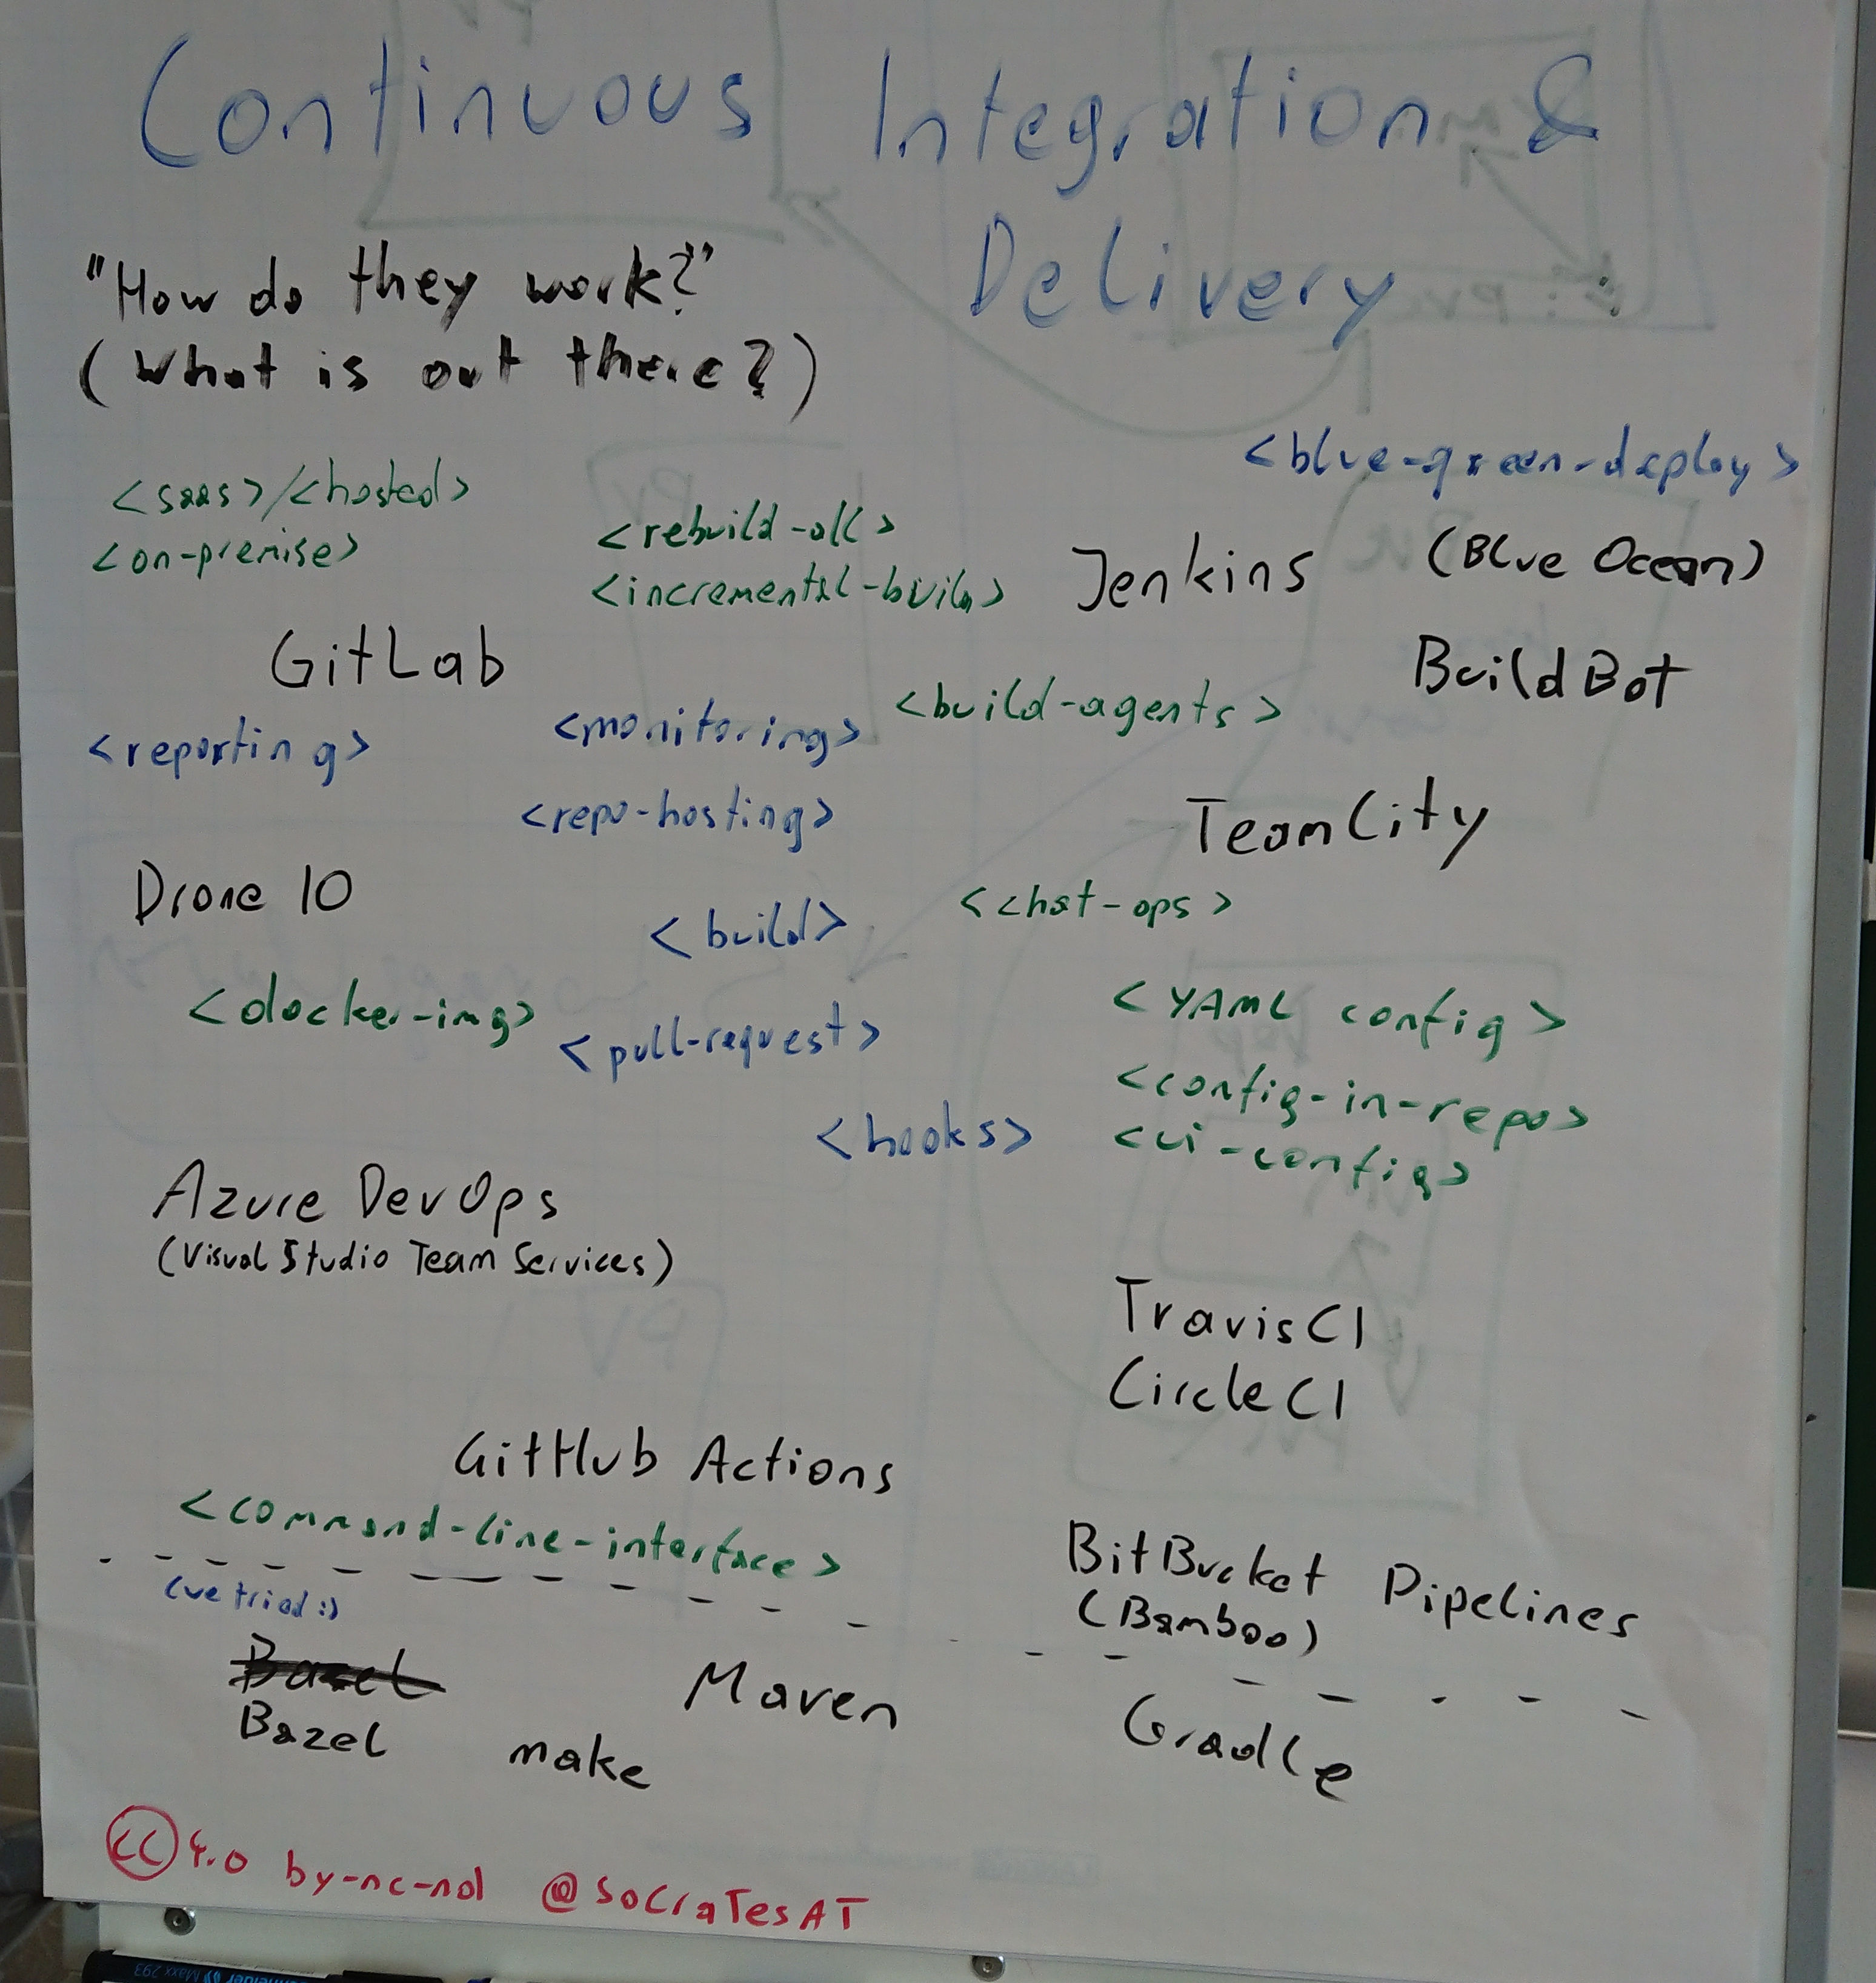 Continuous Integration &
Delivery
"How do they work?"
(What is out there?)
<blue-green-deploy>
<saas>/<hosted>
<on-premise>
<rebuild-all>
<incremental-build>
Jenkins (Blue Ocean)
GitLab
BuildBot
<build-agents>
<reporting>
<monitoring>
<repo-hosting>
TeamCity
Drone IO
<build>
<chat-ops>
<docker-img>
<pull-request>
<YAML config>
<config-in-repo>
<hooks>
<ui-config>
Azure DevOps
(Visual Studio Team Services)
TravisCI
CircleCI
GitHub Actions
<command-line-interface>
BitBucket Pipelines
(Bamboo)
(we tried :)
Bazel
Bazel
make
Maven
Gradle
CC 4.0 by-nc-nd @SoCraTesAT
Maxx 293